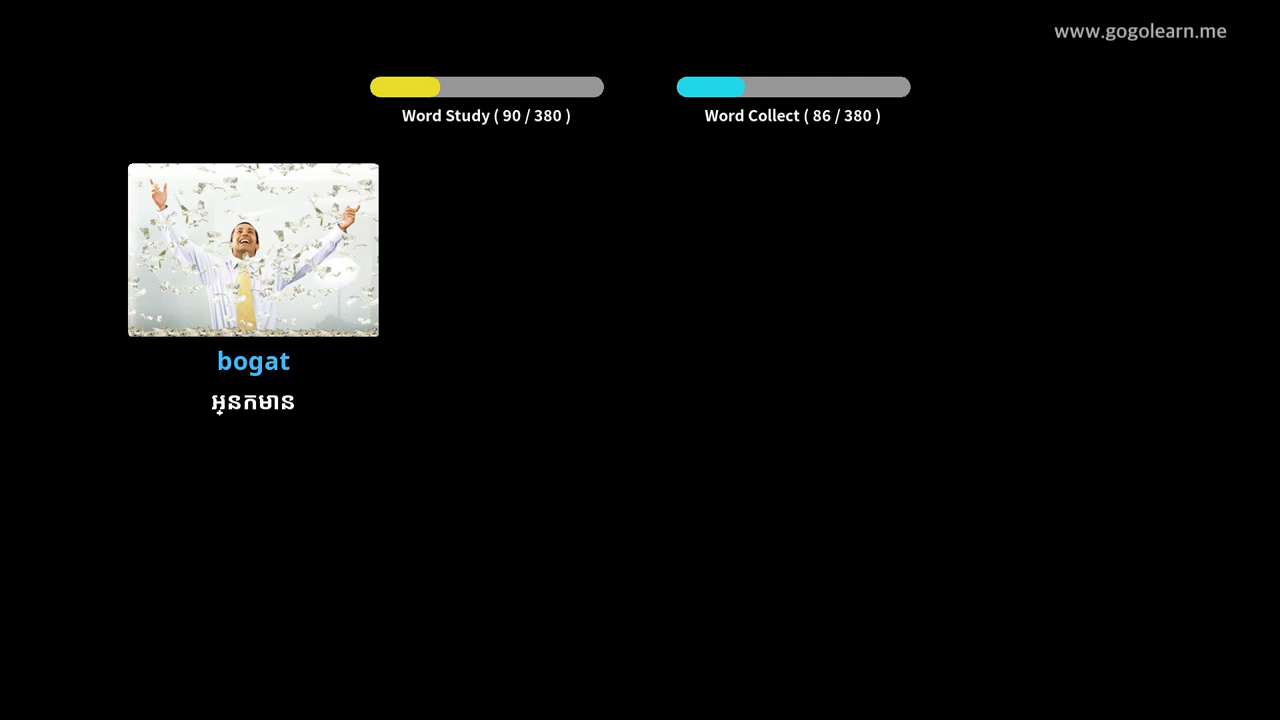 www.gogolearn.me
Word Study ( 90 / 380 )
Word Collect ( 86 / 380 )
bogat
អ្នកមាន